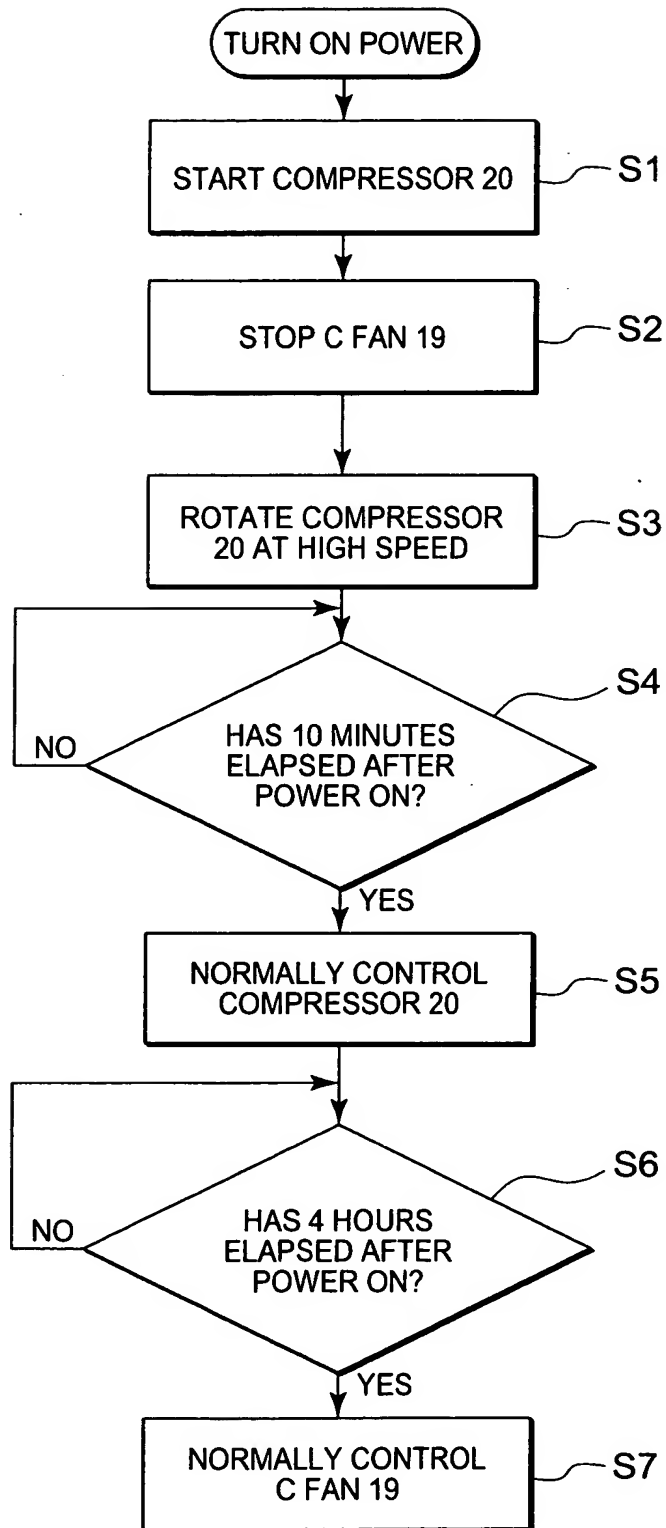 TURN ON POWER
START COMPRESSOR 20
S1
STOP C FAN 19
S2
ROTATE COMPRESSOR
20 AT HIGH SPEED
S3
S4
HAS 10 MINUTES
ELAPSED AFTER
POWER ON?
NO
YES
NORMALLY CONTROL
COMPRESSOR 20
S5
S6
HAS 4 HOURS
ELAPSED AFTER
POWER ON?
NO
YES
NORMALLY CONTROL
C FAN 19
S7